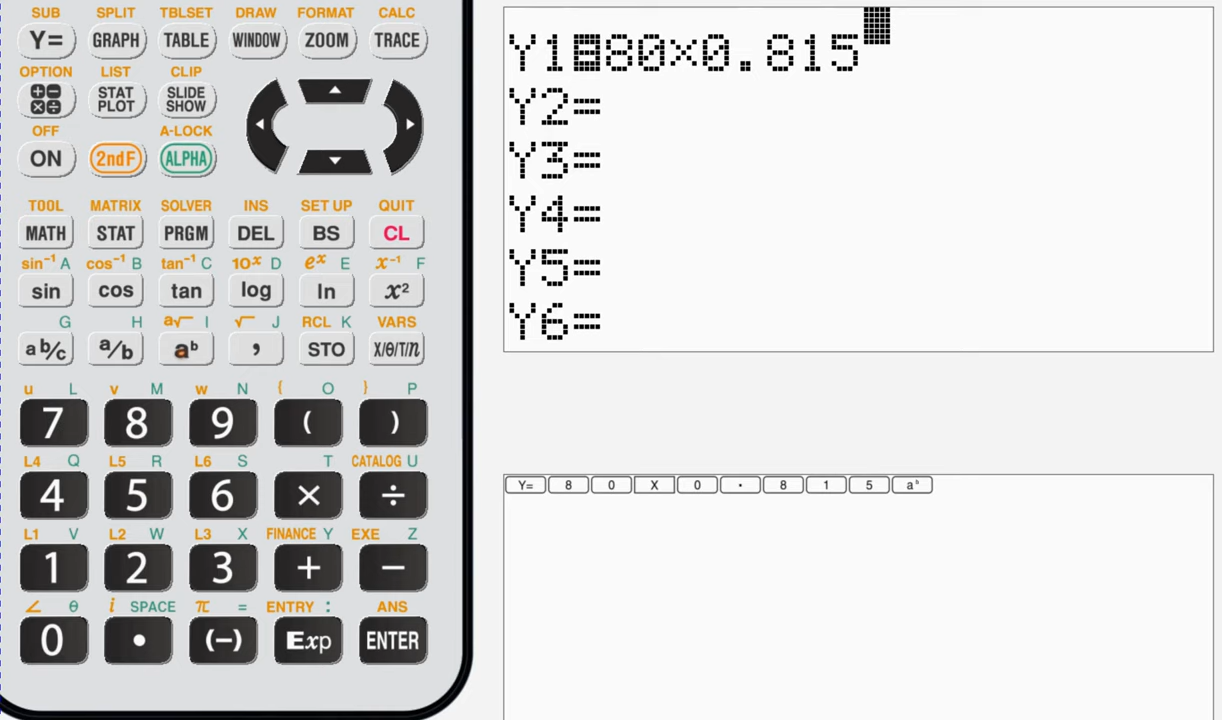 SUB SPLIT TBLSET DRAW FORMAT CALC
Y= GRAPH TABLE WINDOW ZOOM TRACE
OPTION LIST CLIP
STAT PLOT SLIDE SHOW
OFF A-LOCK
ON 2ndF ALPHA
TOOL MATRIX SOLVER INS SET UP QUIT
MATH STAT PRGM DEL BS CL
sin⁻¹ A cos⁻¹ B tan⁻¹ C 10ˣ D eˣ E x⁻¹ F
sin cos tan log ln x²
G H a√ I √ J RCL K VARS
a b/c a/b aᵇ , STO X/θ/T/n
u L v M w N { O } P
7 8 9 ( )
L4 Q L5 R L6 S T CATALOG U
4 5 6 × ÷
L1 V L2 W L3 X FINANCE Y EXE Z
1 2 3 + −
∠ θ i SPACE π = ENTRY : ANS
0 • (−) Exp ENTER
Y1=80×0.815
Y2=
Y3=
Y4=
Y5=
Y6=
Y= 8 0 X 0 · 8 1 5 aᵇ